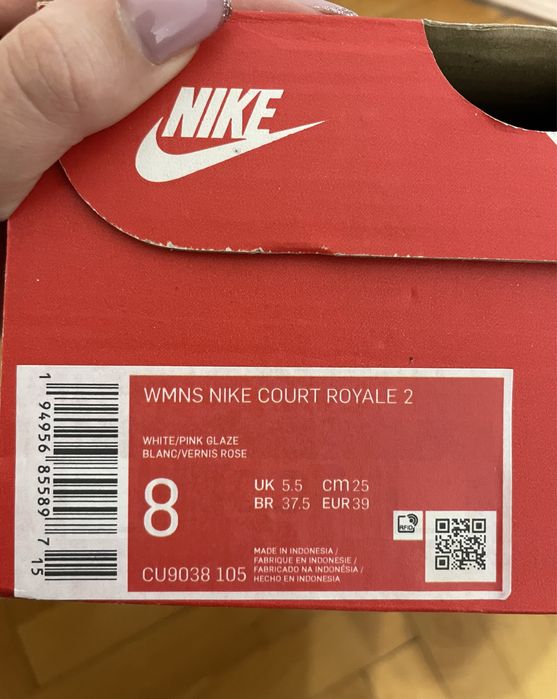 NIKE
WMNS NIKE COURT ROYALE 2
WHITE/PINK GLAZE
BLANC/VERNIS ROSE
8
UK 5.5 cm 25
BR 37.5 EUR 39
RFID
CU9038 105
MADE IN INDONESIA /
FABRIQUE EN INDONESIE /
FABRICADO NA INDONÉSIA /
HECHO EN INDONESIA
1 94956 85589 7 15